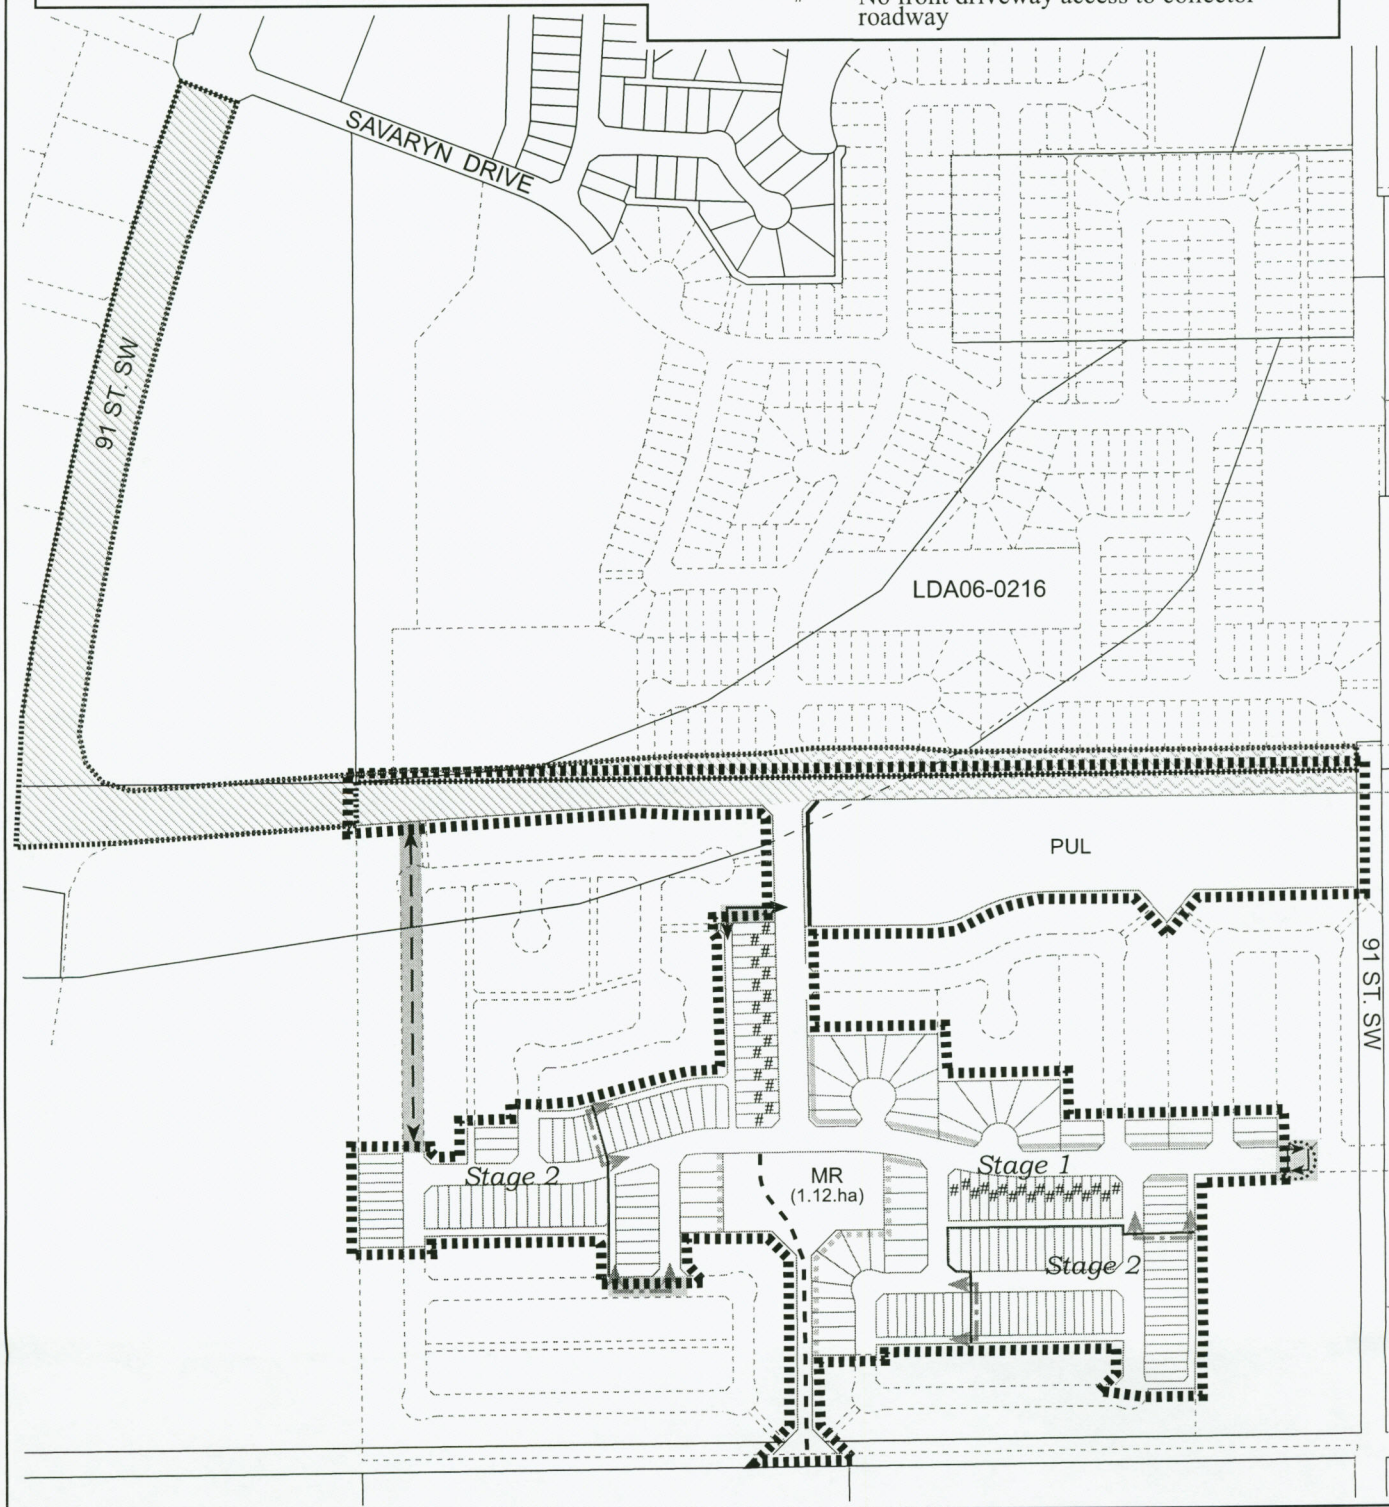 # No front driveway access to collector
roadway
SAVARYN DRIVE
91 ST. SW
LDA06-0216
PUL
91 ST. SW
Stage 2
MR
(1.12.ha)
Stage 1
Stage 2